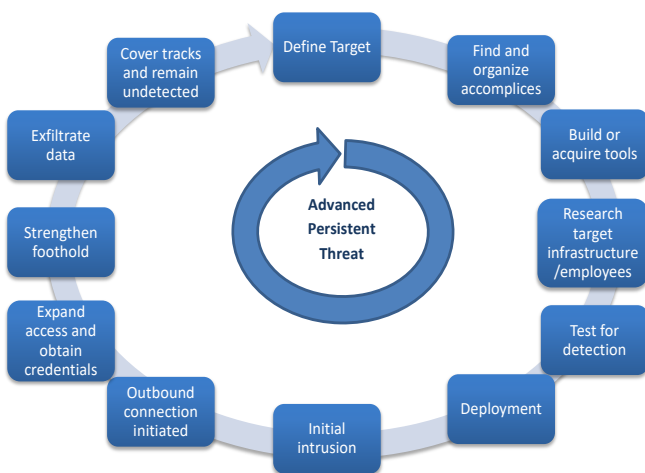 Define Target
Find and
organize
accomplices
Build or
acquire tools
Research
target
infrastructure
/employees
Test for
detection
Deployment
Initial
intrusion
Outbound
connection
initiated
Expand
access and
obtain
credentials
Strengthen
foothold
Exfiltrate
data
Cover tracks
and remain
undetected
Advanced
Persistent
Threat